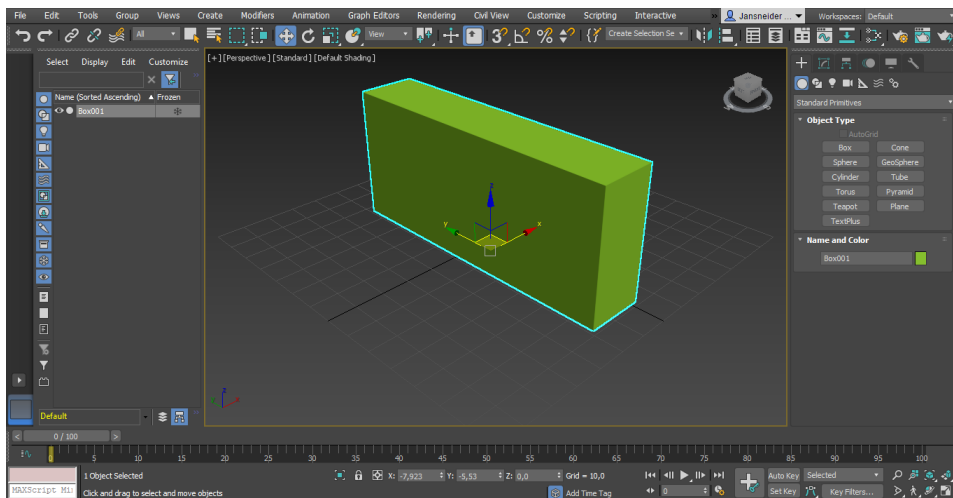 File Edit Tools Group Views Create Modifiers Animation Graph Editors Rendering Civil View Customize Scripting Interactive » Jansneider ... Workspaces: Default
All View Create Selection Se
Select Display Edit Customize
[+] [Perspective] [Standard] [Default Shading]
Name (Sorted Ascending) ▲ Frozen
Box001
z
y
x
Standard Primitives
Object Type
AutoGrid
Box Cone
Sphere GeoSphere
Cylinder Tube
Torus Pyramid
Teapot Plane
TextPlus
Name and Color
Box001
z
x
Default
< 0 / 100 >
0 5 10 15 20 25 30 35 40 45 50 55 60 65 70 75 80 85 90 95 100
1 Object Selected X: -7,923 Y: -5,53 Z: 0,0 Grid = 10,0 Auto Key Selected
MAXScript Mi: Click and drag to select and move objects Add Time Tag 0 Set Key Key Filters...